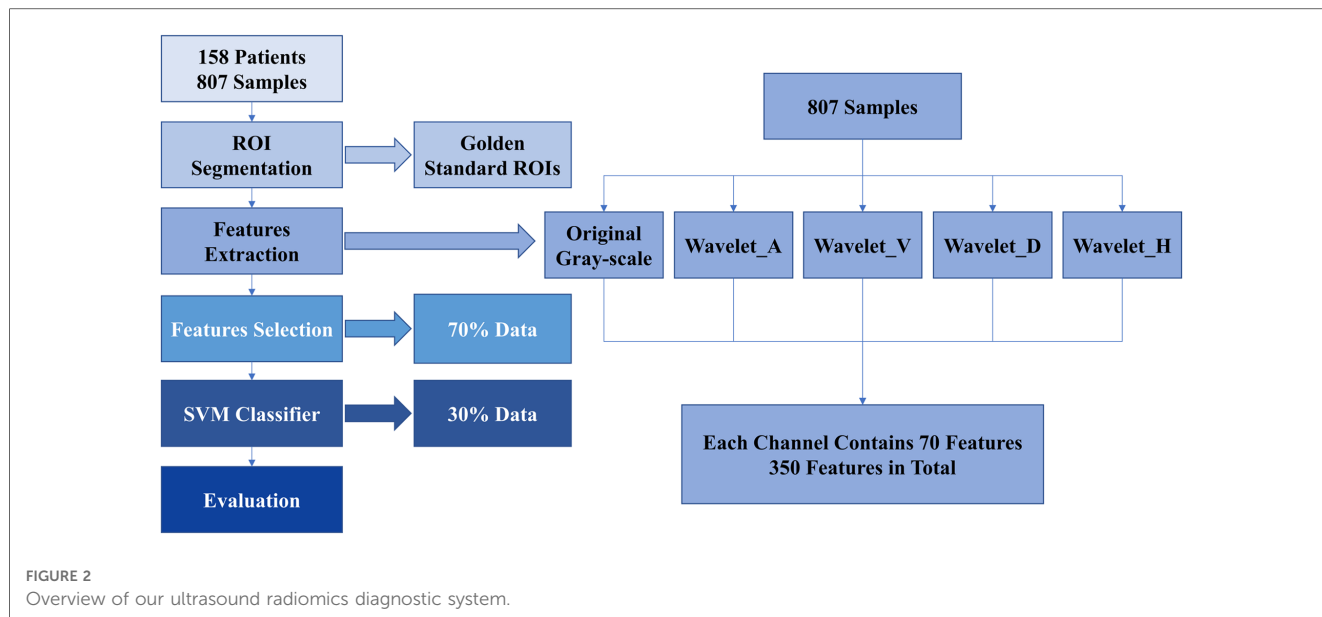 158 Patients
807 Samples
ROI
Segmentation
Golden
Standard ROIs
Features
Extraction
Features Selection
70% Data
SVM Classifier
30% Data
Evaluation
807 Samples
Original
Gray-scale
Wavelet_A
Wavelet_V
Wavelet_D
Wavelet_H
Each Channel Contains 70 Features
350 Features in Total
FIGURE 2
Overview of our ultrasound radiomics diagnostic system.